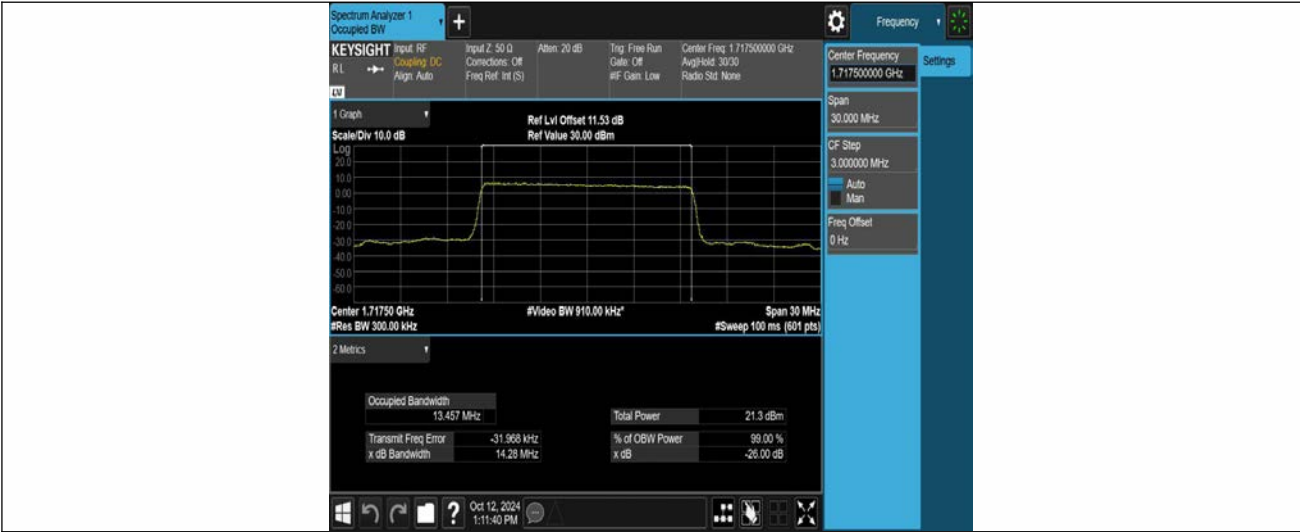 Spectrum Analyzer 1
Occupied BW
+
Frequency
KEYSIGHT
RL
Input: RF
Coupling: DC
Align: Auto
Input Z: 50 Ω
Corrections: Off
Freq Ref: Int (S)
Atten: 20 dB
Trig: Free Run
Gate: Off
#IF Gain: Low
Center Freq: 1.717500000 GHz
Avg|Hold: 30/30
Radio Std: None
Center Frequency
1.717500000 GHz
Settings
Span
30.000 MHz
CF Step
3.000000 MHz
Auto
Man
Freq Offset
0 Hz
1 Graph
Scale/Div 10.0 dB
Ref Lvl Offset 11.53 dB
Ref Value 30.00 dBm
Log
20.0
10.0
0.00
-10.0
-20.0
-30.0
-40.0
-50.0
-60.0
Center 1.71750 GHz
#Video BW 910.00 kHz*
Span 30 MHz
#Res BW 300.00 kHz
#Sweep 100 ms (601 pts)
2 Metrics
Occupied Bandwidth
13.457 MHz
Total Power 21.3 dBm
Transmit Freq Error -31.968 kHz
% of OBW Power 99.00 %
x dB Bandwidth 14.28 MHz
x dB -26.00 dB
?
Oct 12, 2024
1:11:40 PM